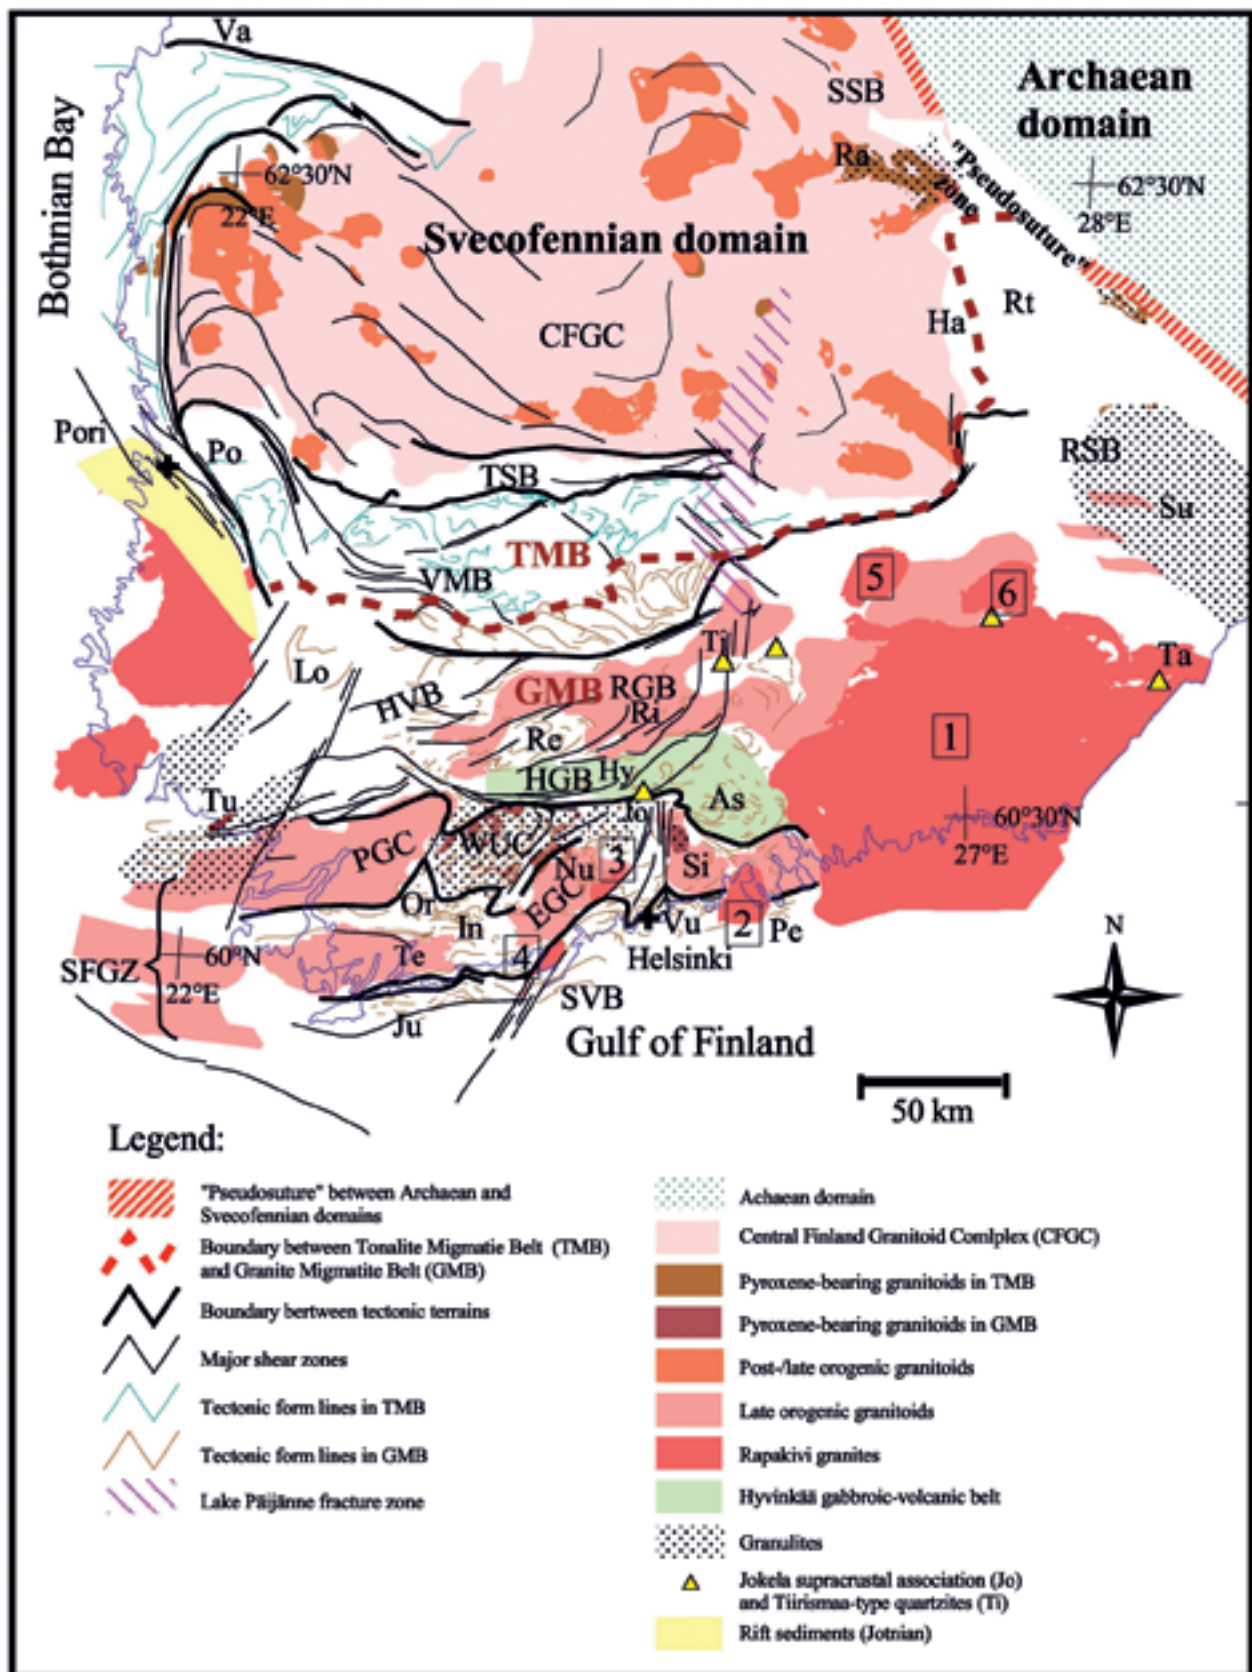 Va
SSB
Archaean
domain
Bothnian Bay
Ra
"Pseudosuture"
zone
62°30'N
22°E
62°30'N
28°E
Svecofennian domain
CFGC
Ha
Rt
Pori
Po
TSB
RSB
Su
TMB
VMB
5
6
Ti
Ta
Lo
HVB
GMB
RGB
Ri
Re
1
HGB
Hy
As
Tu
Jo
60°30'N
27°E
PGC
WUC
Nu
3
Si
Or
EGC
In
Vu
2
Pe
N
SFGZ
60°N
22°E
Te
4
Helsinki
SVB
Ju
Gulf of Finland
50 km
Legend:
"Pseudosuture" between Archaean and
Svecofennian domains
Boundary between Tonalite Migmatie Belt (TMB)
and Granite Migmatite Belt (GMB)
Boundary bertween tectonic terrains
Major shear zones
Tectonic form lines in TMB
Tectonic form lines in GMB
Lake Päijänne fracture zone
Achaean domain
Central Finland Granitoid Comlplex (CFGC)
Pyroxene-bearing granitoids in TMB
Pyroxene-bearing granitoids in GMB
Post-/late orogenic granitoids
Late orogenic granitoids
Rapakivi granites
Hyvinkää gabbroic-volcanic belt
Granulites
Jokela supracrustal association (Jo)
and Tiirismaa-type quartzites (Ti)
Rift sediments (Jotnian)